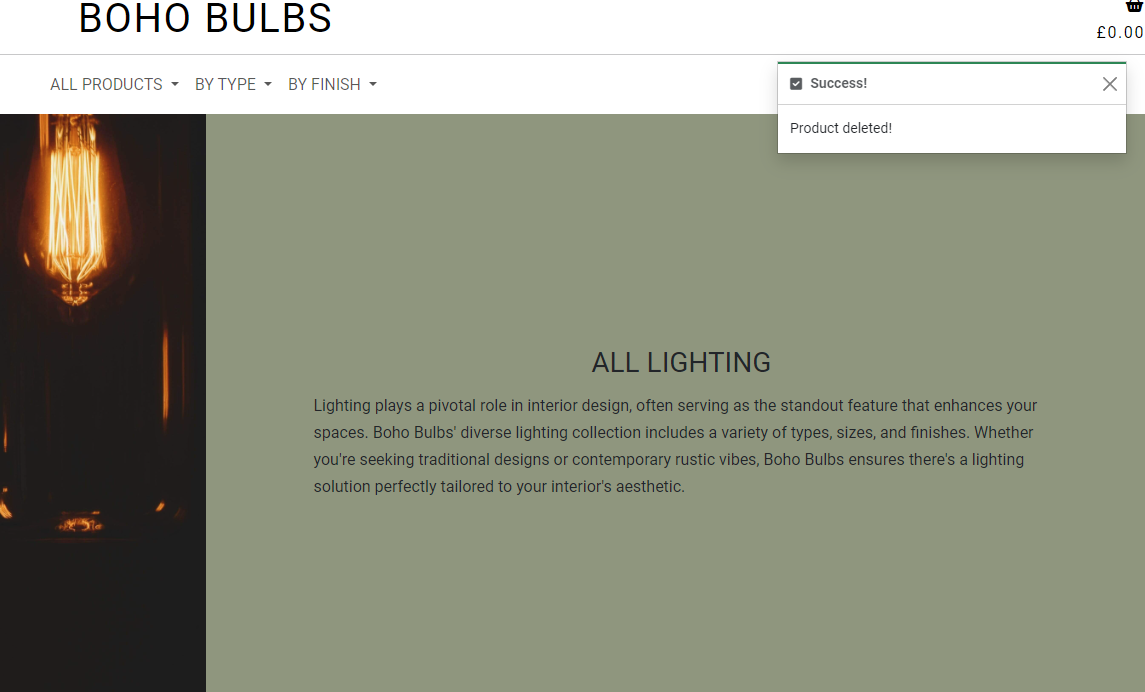 BOHO BULBS
£0.00
ALL PRODUCTS
BY TYPE
BY FINISH
Success!
Product deleted!
ALL LIGHTING
Lighting plays a pivotal role in interior design, often serving as the standout feature that enhances your
spaces. Boho Bulbs' diverse lighting collection includes a variety of types, sizes, and finishes. Whether
you're seeking traditional designs or contemporary rustic vibes, Boho Bulbs ensures there's a lighting
solution perfectly tailored to your interior's aesthetic.